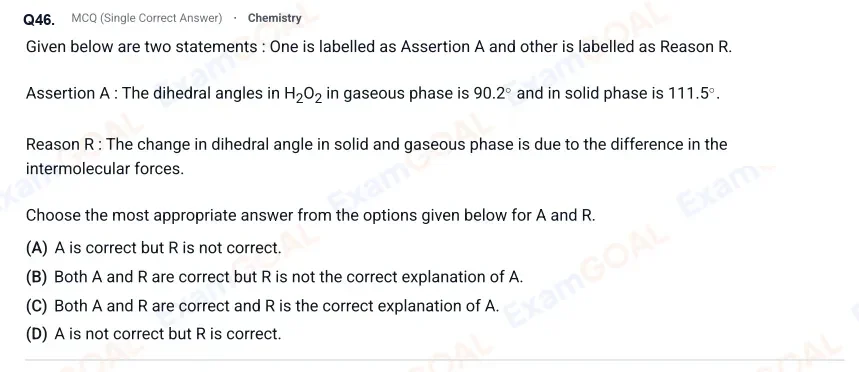 Q46. MCQ (Single Correct Answer) · Chemistry
Given below are two statements : One is labelled as Assertion A and other is labelled as Reason R.
Assertion A : The dihedral angles in H₂O₂ in gaseous phase is 90.2° and in solid phase is 111.5°.
Reason R : The change in dihedral angle in solid and gaseous phase is due to the difference in the
intermolecular forces.
Choose the most appropriate answer from the options given below for A and R.
(A) A is correct but R is not correct.
(B) Both A and R are correct but R is not the correct explanation of A.
(C) Both A and R are correct and R is the correct explanation of A.
(D) A is not correct but R is correct.